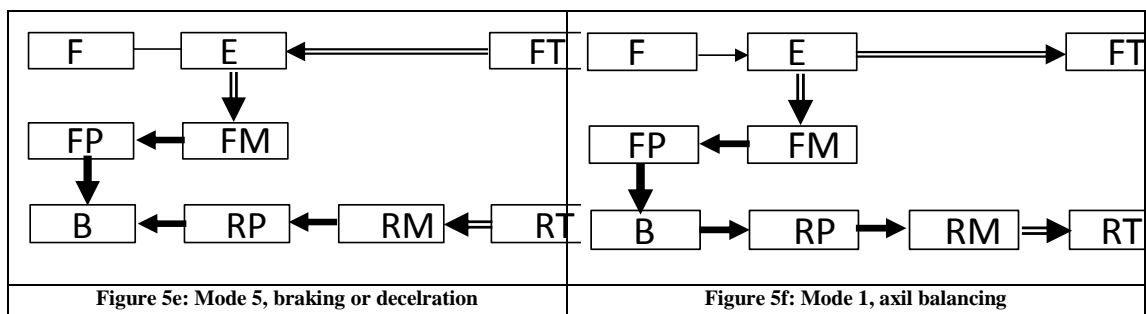 F E FT
FP FM
B RP RM RT
Figure 5e: Mode 5, braking or decelration
F E FT
FP FM
B RP RM RT
Figure 5f: Mode 1, axil balancing